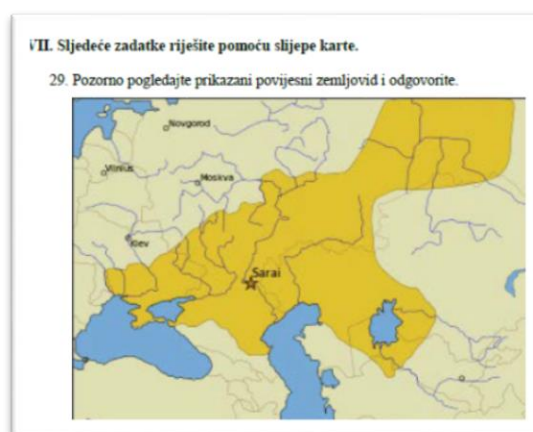 VII. Sljedeće zadatke riješite pomoću slijepe karte.
29. Pozorno pogledajte prikazani povijesni zemljovid i odgovorite.
Novgorod
Vilnius
Moskva
Kiev
Sarai